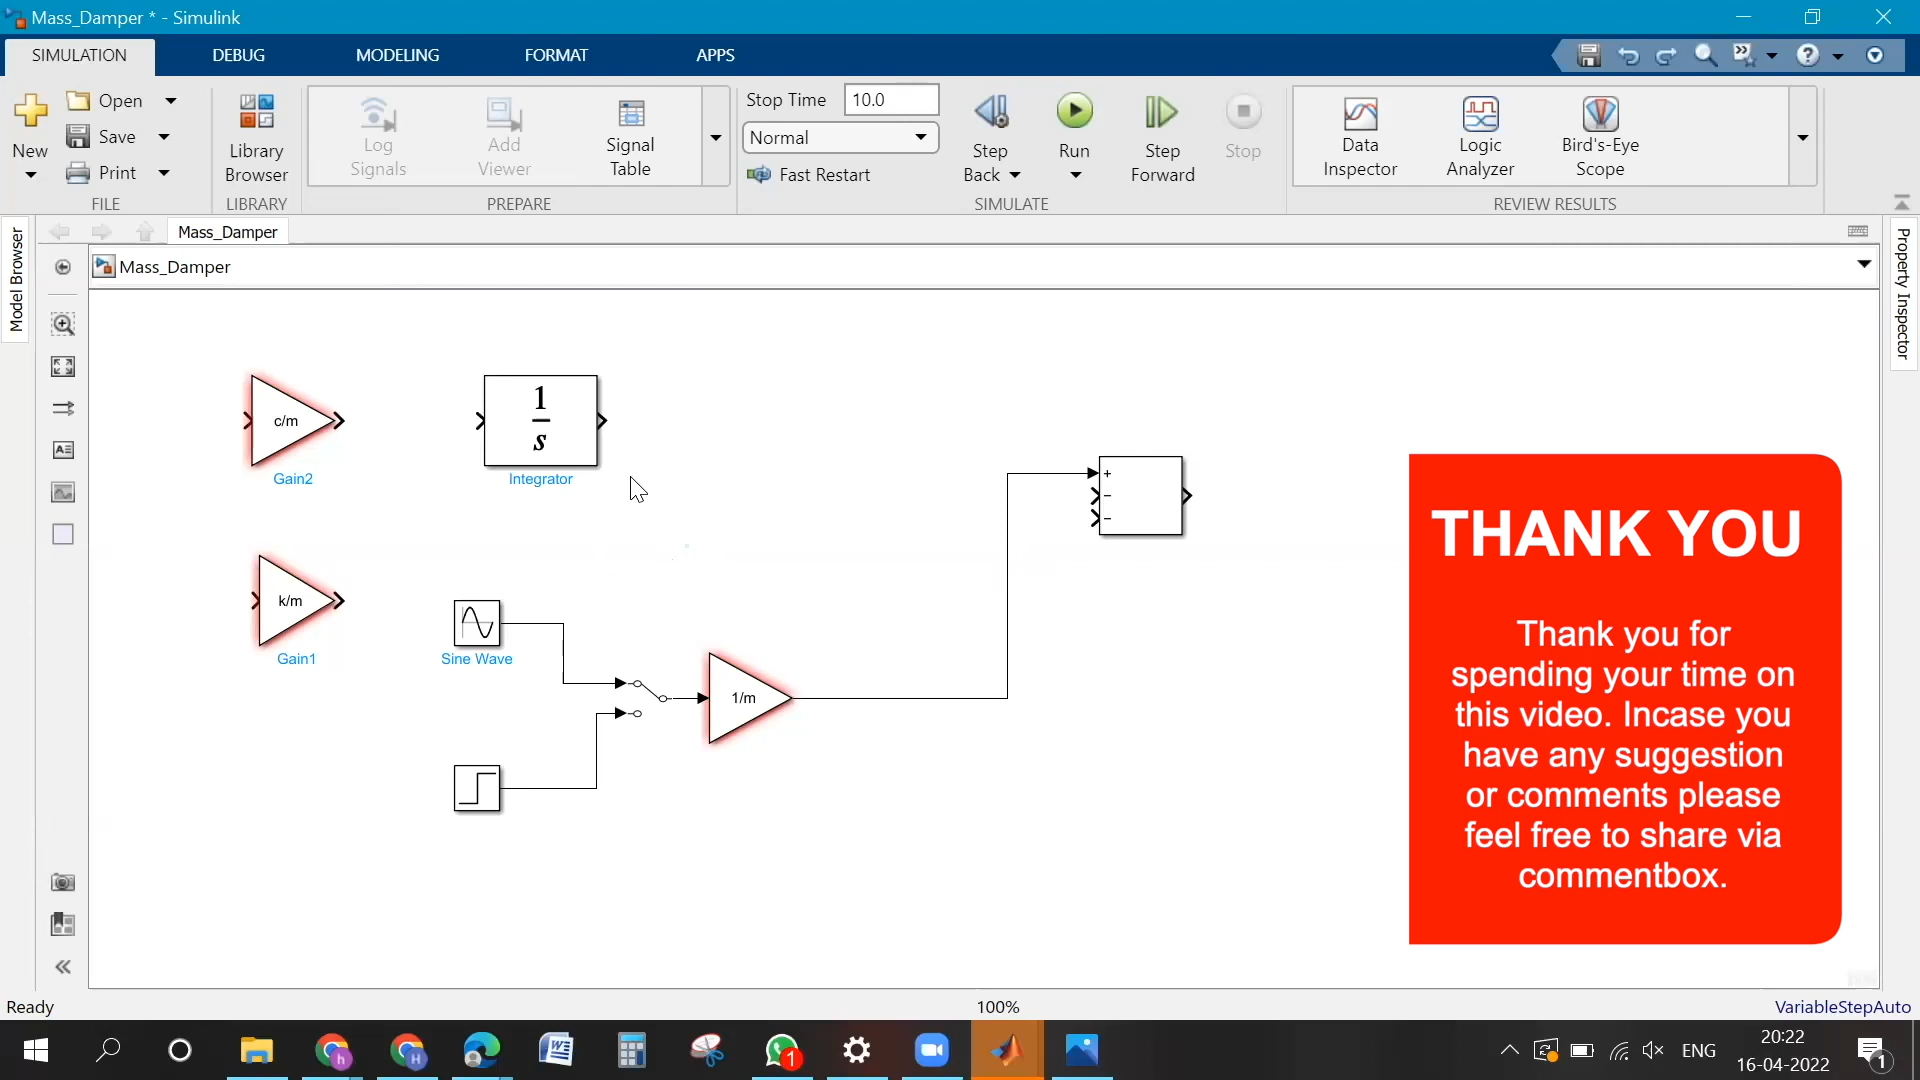 Mass_Damper * - Simulink
SIMULATION
DEBUG
MODELING
FORMAT
APPS
New
Open
Save
Print
FILE
Library
Browser
LIBRARY
Log
Signals
Add
Viewer
Signal
Table
PREPARE
Stop Time
10.0
Normal
Fast Restart
Step
Back
Run
Step
Forward
Stop
SIMULATE
Data
Inspector
Logic
Analyzer
Bird's-Eye
Scope
REVIEW RESULTS
Model Browser
Mass_Damper
Mass_Damper
Property Inspector
c/m
Gain2
1
s
Integrator
+
−
−
k/m
Gain1
Sine Wave
1/m
THANK YOU
Thank you for
spending your time on
this video. Incase you
have any suggestion
or comments please
feel free to share via
commentbox.
Ready
100%
VariableStepAuto
h
H
W
1
ENG
20:22
16-04-2022
1